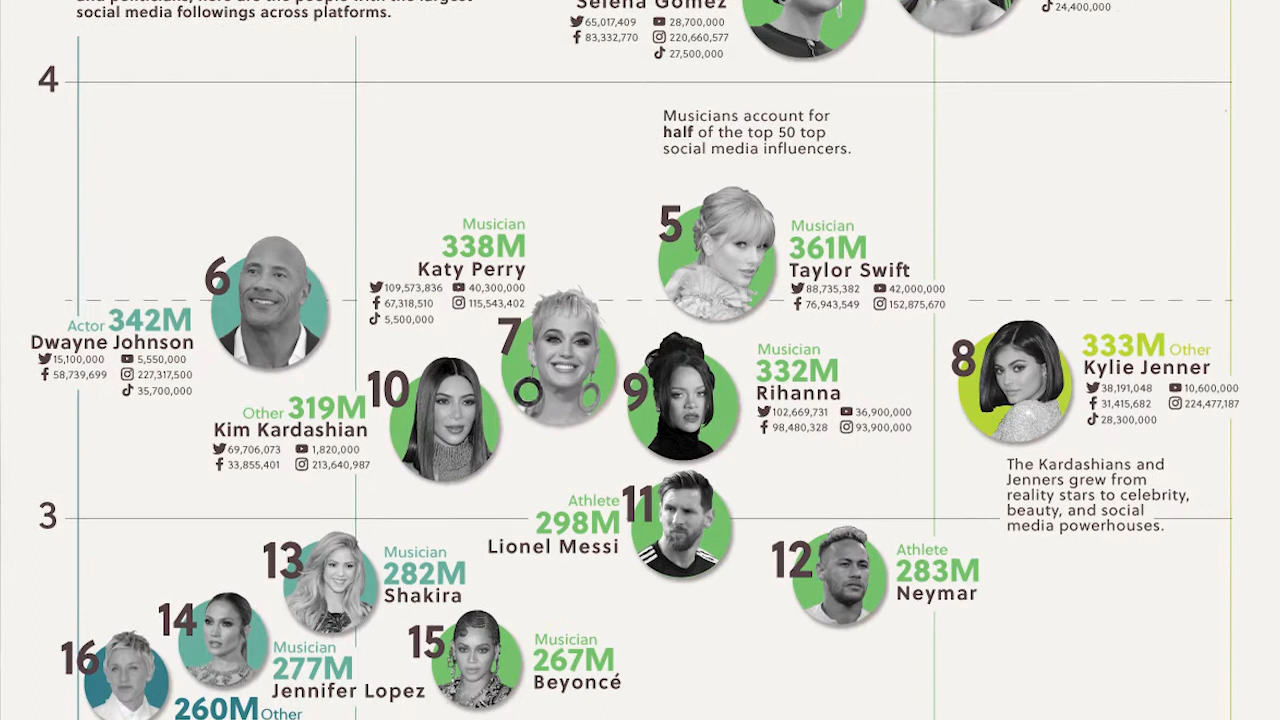 social media followings across platforms.
Selena Gomez
65,017,409 28,700,000
83,332,770 220,660,577
27,500,000
24,400,000
4
Musicians account for
half of the top 50 top
social media influencers.
5
Musician
361M
Taylor Swift
88,735,382 42,000,000
76,943,549 152,875,670
6
Actor 342M
Dwayne Johnson
15,100,000 5,550,000
58,739,699 227,317,500
35,700,000
Musician
338M
Katy Perry
109,573,836 40,300,000
67,318,510 115,543,402
5,500,000
7
8
333M Other
Kylie Jenner
38,191,048 10,600,000
31,415,682 224,477,187
28,300,000
The Kardashians and
Jenners grew from
reality stars to celebrity,
beauty, and social
media powerhouses.
9
Musician
332M
Rihanna
102,669,731 36,900,000
98,480,328 93,900,000
10
Other 319M
Kim Kardashian
69,706,073 1,820,000
33,855,401 213,640,987
3
11
Athlete
298M
Lionel Messi
12
Athlete
283M
Neymar
13
Musician
282M
Shakira
14
Musician
277M
Jennifer Lopez
15
Musician
267M
Beyoncé
16
260M Other